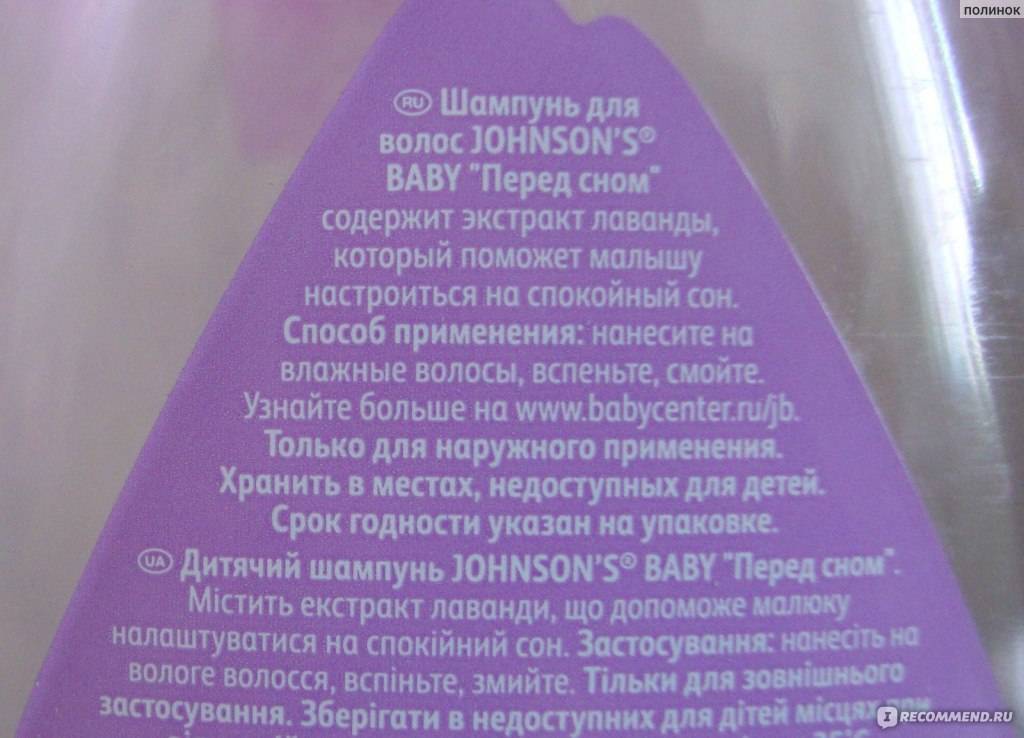 полинок
RU Шампунь для
волос JOHNSON'S®
BABY "Перед сном"
содержит экстракт лаванды,
который поможет малышу
настроиться на спокойный сон.
Способ применения: нанесите на
влажные волосы, вспеньте, смойте.
Узнайте больше на www.babycenter.ru/jb.
Только для наружного применения.
Хранить в местах, недоступных для детей.
Срок годности указан на упаковке.
UA Дитячий шампунь JOHNSON'S® BABY "Перед сном".
Містить екстракт лаванди, що допоможе малюку
налаштуватися на спокійний сон. Застосування: нанесіть на
вологе волосся, вспіньте, змийте. Тільки для зовнішнього
застосування. Зберігати в недоступних для дітей місцях
I RECOMMEND.RU